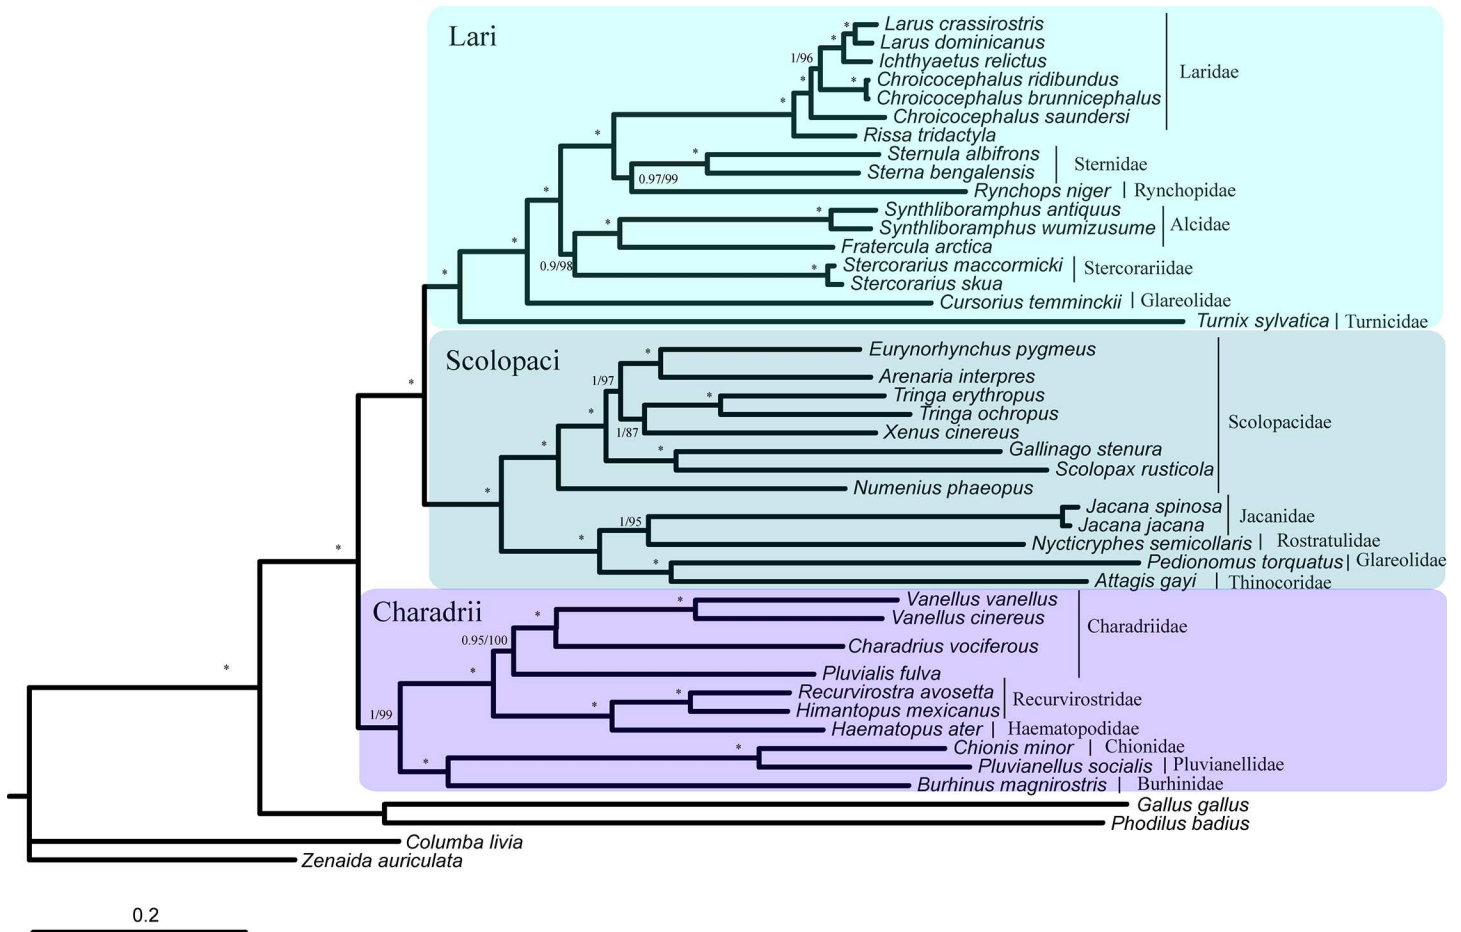 Lari
*
Larus crassirostris
*
Larus dominicanus
1/96
Ichthyaetus relictus
*
*
Chroicocephalus ridibundus
Laridae
*
Chroicocephalus brunnicephalus
Chroicocephalus saundersi
*
Rissa tridactyla
*
Sternula albifrons
Sternidae
0.97/99
Sterna bengalensis
*
Rynchops niger | Rynchopidae
*
Synthliboramphus antiquus
*
Synthliboramphus wumizusume
Alcidae
*
Fratercula arctica
0.9/98
*
Stercorarius maccormicki
Stercorariidae
*
Stercorarius skua
Cursorius temminckii | Glareolidae
Turnix sylvatica | Turnicidae
Scolopaci
*
Eurynorhynchus pygmeus
*
1/97
Arenaria interpres
*
Tringa erythropus
*
Tringa ochropus
Scolopacidae
1/87
Xenus cinereus
*
*
Gallinago stenura
Scolopax rusticola
*
Numenius phaeopus
Jacana spinosa
1/95
Jacana jacana
Jacanidae
*
Nycticryphes semicollaris | Rostratulidae
*
*
Pedionomus torquatus | Glareolidae
Attagis gayi | Thinocoridae
Charadrii
*
Vanellus vanellus
*
Vanellus cinereus
Charadriidae
0.95/100
Charadrius vociferous
*
*
Pluvialis fulva
*
Recurvirostra avosetta
Recurvirostridae
*
Himantopus mexicanus
1/99
Haematopus ater | Haematopodidae
*
Chionis minor | Chionidae
*
Pluvianellus socialis | Pluvianellidae
Burhinus magnirostris | Burhinidae
Gallus gallus
Phodilus badius
Columba livia
Zenaida auriculata
0.2